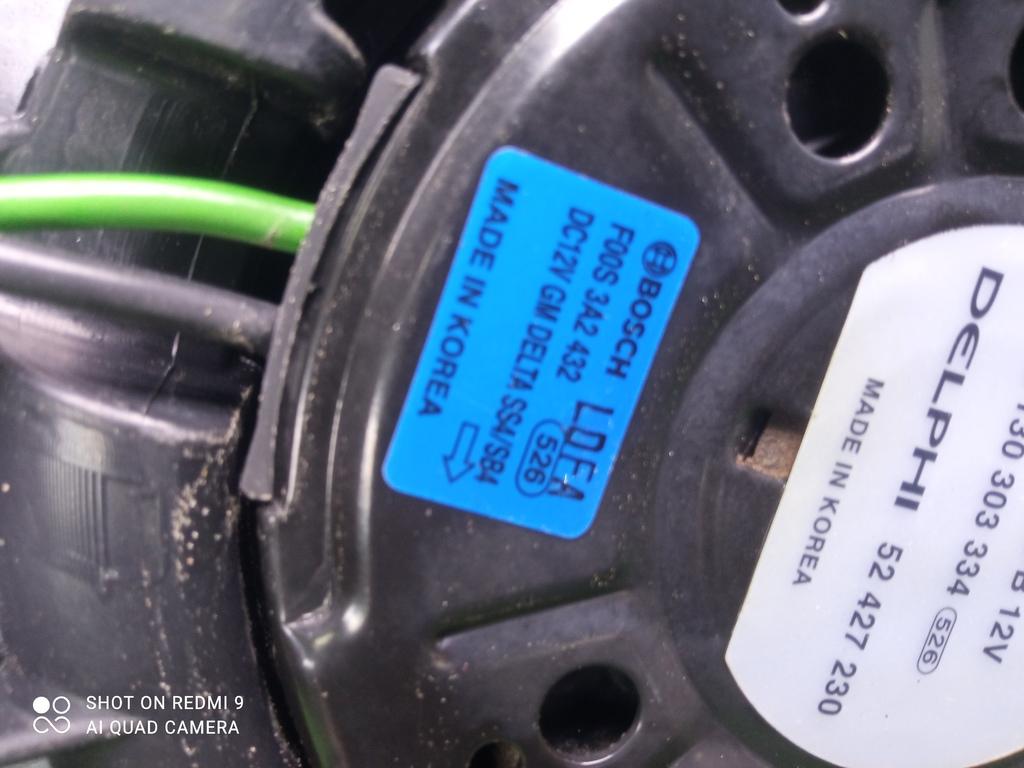 BOSCH
F00S 3A2 432 LOFA
DC12V GM DELTA SS4/SB4 526
MADE IN KOREA
B 12V
130 303 334 526
DELPHI 52 427 230
MADE IN KOREA
SHOT ON REDMI 9
AI QUAD CAMERA